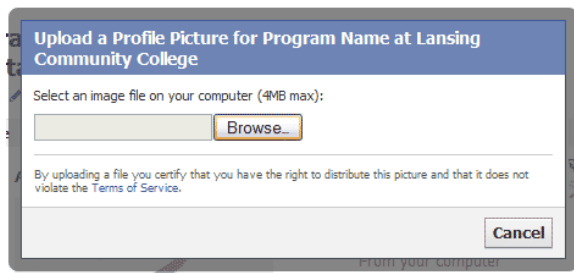 Upload a Profile Picture for Program Name at Lansing
Community College
Select an image file on your computer (4MB max):
Browse...
By uploading a file you certify that you have the right to distribute this picture and that it does not
violate the Terms of Service.
Cancel
From your computer